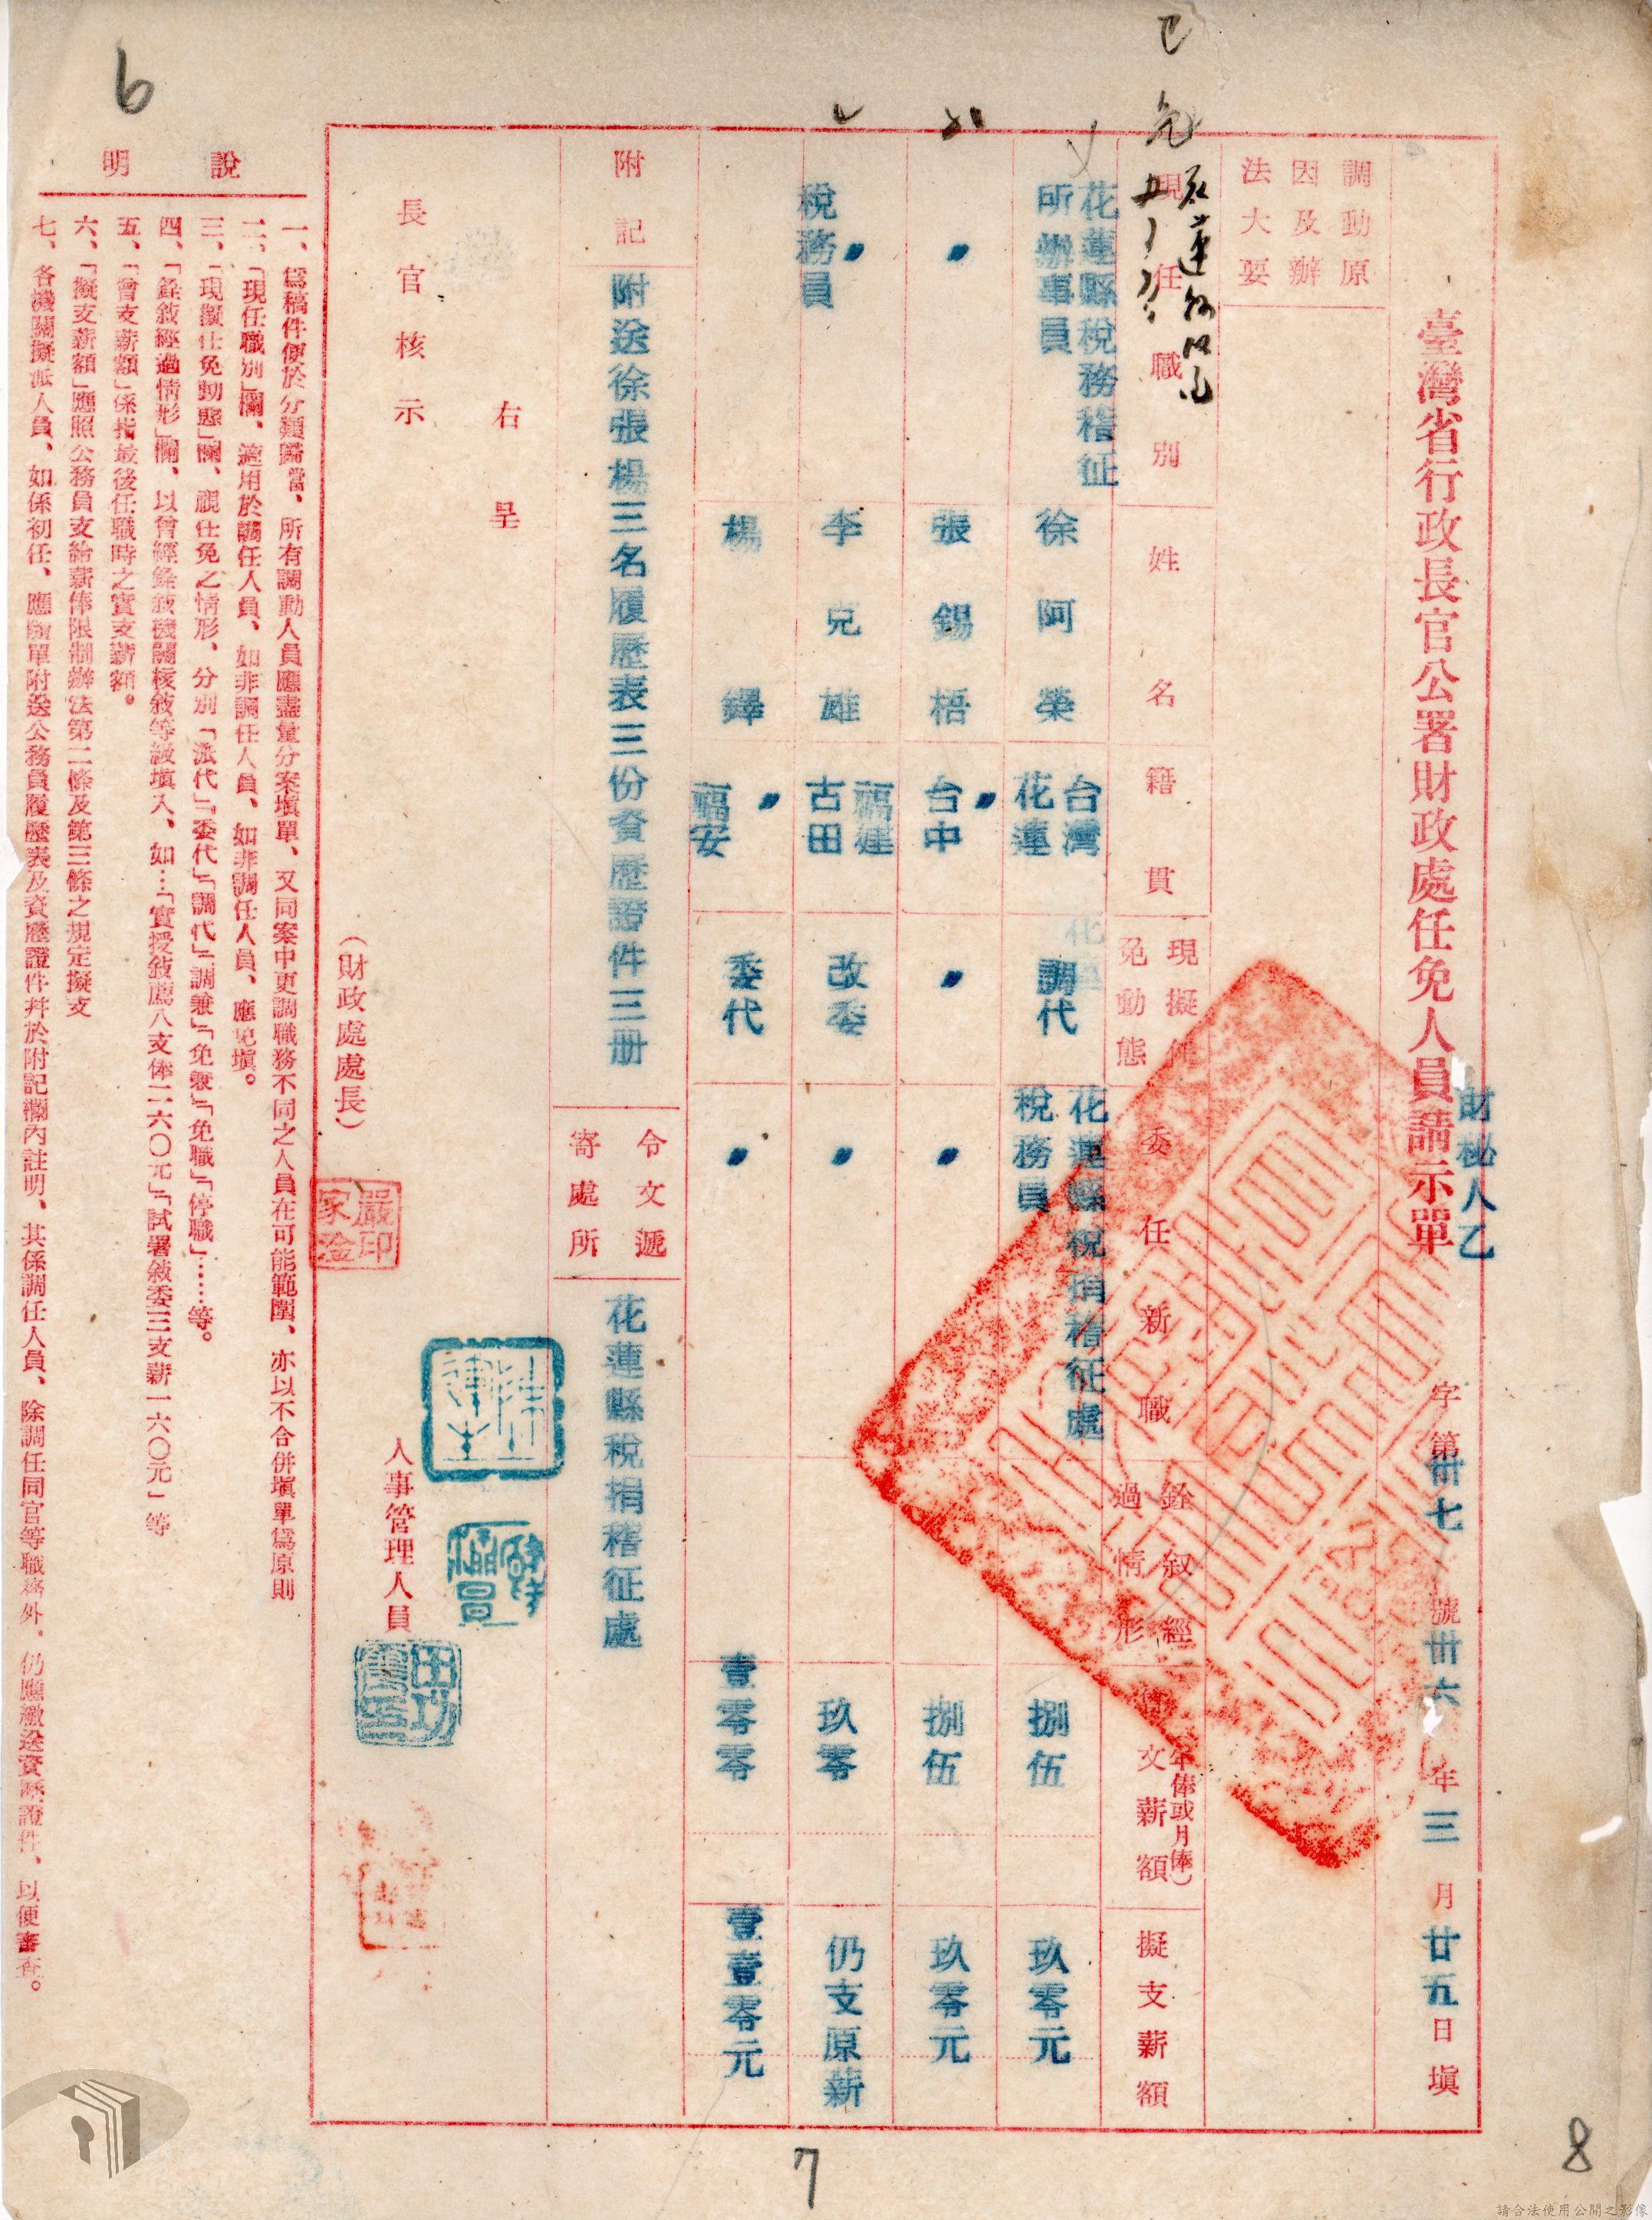 臺灣省行政長官公署財政處任免人員請示單
財秘人乙字第卅七號卅六年三月廿五日塡
調動原因及辦法大要
現任職別
姓名
籍貫
現擬任免動態
委任新職
銓敘經過情形
支薪額
(年俸或月俸)
擬支薪額
花蓮縣稅務稽征所辦事員
徐阿榮
台灣花蓮
調代
花蓮縣稅捐稽征處稅務員
捌伍
玖零元
〃
張錫梧
〃台中
〃
〃
捌伍
玖零元
〃稅務員
李克雄
福建古田
改委
〃
玖零
仍支原薪
楊鐸
〃福安
委代
〃
壹零零
壹壹零元
附記
附送徐張楊三名履歷表三份資歷證件三册
令文遞寄處所
花蓮縣稅捐稽征處
右呈
長官核示
(財政處處長)
嚴家淦印
人事管理人員
說明
一、爲稿件便於分類歸當、所有調動人員應盡量分案塡單、又同案中更調職務不同之人員在可能範圍、亦以不合併塡單爲原則
二、「現任職別」欄、適用於調任人員、如非調任人員、如非調任人員、應免塡。
三、「現擬任免動態」欄、視任免之情形、分別「派代」「委代」「調代」「調兼」「免兼」「免職」「停職」……等。
四、「銓敘經過情形」欄、以曾經銓敘機關核敘等級塡入、如…「實授敘薦八支俸二六〇元」「試署敘委三支薪一六〇元」等
五、「曾支薪額」係指最後任職時之實支薪額。
六、「擬支薪額」應照公務員支給薪俸限制辦法第二條及第三條之規定擬支
七、各機關擬派人員、如係初任、應隨單附送公務員履歷表及資歷證件幷於附記欄內註明、其係調任人員、除調任同官等職務外、仍應繳送資歷證件、以便審查。
6
7
8
請合法使用公開之影像